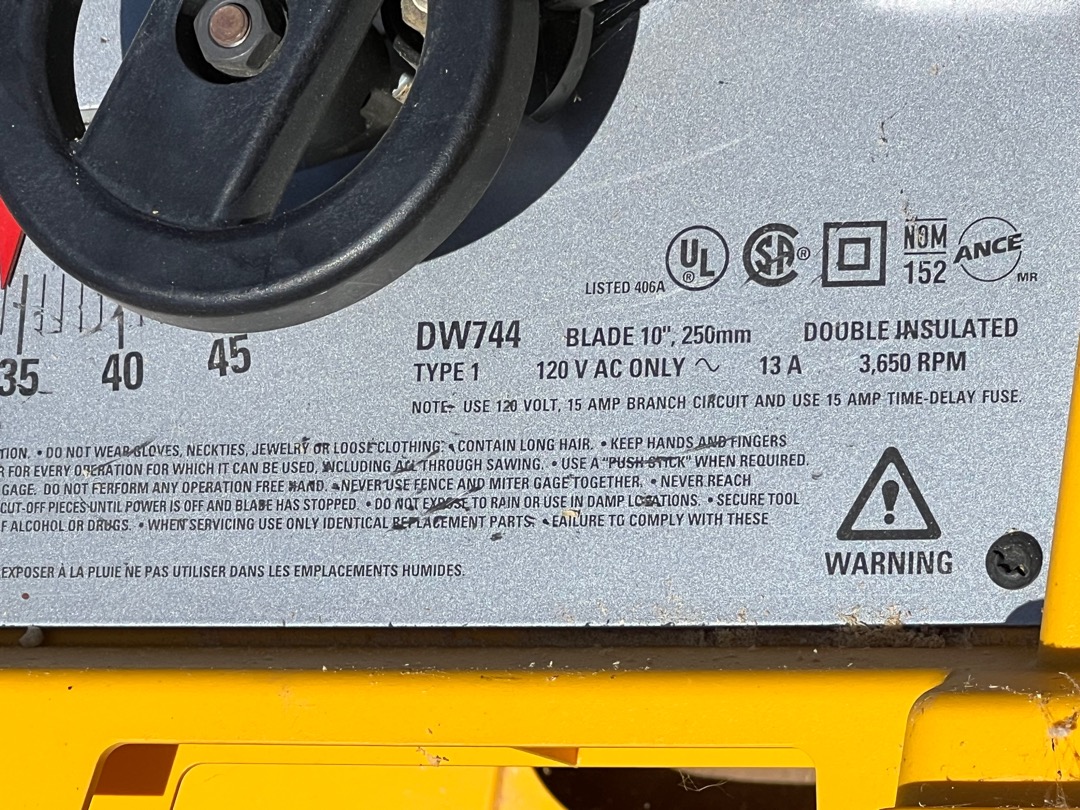 UL ®
SA ®
NOM
152
ANCE
MR
LISTED 406A
DW744 BLADE 10", 250mm DOUBLE INSULATED
TYPE 1 120 V AC ONLY ~ 13 A 3,650 RPM
NOTE- USE 120 VOLT, 15 AMP BRANCH CIRCUIT AND USE 15 AMP TIME-DELAY FUSE.
35 40 45
TION. • DO NOT WEAR GLOVES, NECKTIES, JEWELRY OR LOOSE CLOTHING • CONTAIN LONG HAIR. • KEEP HANDS AND FINGERS
R FOR EVERY OPERATION FOR WHICH IT CAN BE USED, INCLUDING ALL THROUGH SAWING. • USE A "PUSH STICK" WHEN REQUIRED.
GAGE. DO NOT PERFORM ANY OPERATION FREE HAND. • NEVER USE FENCE AND MITER GAGE TOGETHER. • NEVER REACH
CUT-OFF PIECES UNTIL POWER IS OFF AND BLADE HAS STOPPED. • DO NOT EXPOSE TO RAIN OR USE IN DAMP LOCATIONS. • SECURE TOOL
F ALCOHOL OR DRUGS. • WHEN SERVICING USE ONLY IDENTICAL REPLACEMENT PARTS. • FAILURE TO COMPLY WITH THESE
EXPOSER À LA PLUIE NE PAS UTILISER DANS LES EMPLACEMENTS HUMIDES.
WARNING